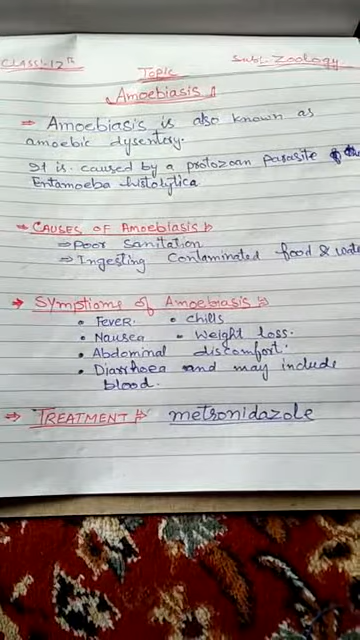 CLASS:-12th
Sub:- Zoology.
Topic
Amoebiasis
⇒ Amoebiasis is also known as
amoebic dysentery.
It is caused by a protozoan parasite
Entamoeba histolytica
⇒ CAUSES OF AMOEBIASIS
⇒ Poor sanitation
⇒ Ingesting Contaminated food & wate
⇒ Symptioms of Amoebiasis
• Fever. • chills
• Nausea • Weight loss.
• Abdominal discomfort.
• Diarrhoea and may include
blood.
⇒ TREATMENT metronidazole